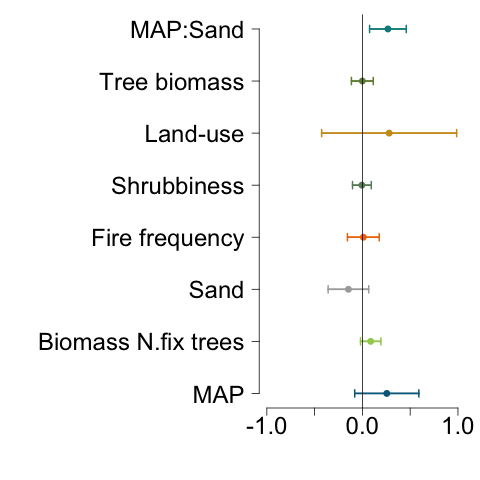 MAP:Sand
Tree biomass
Land-use
Shrubbiness
Fire frequency
Sand
Biomass N.fix trees
MAP
-1.0 0.0 1.0